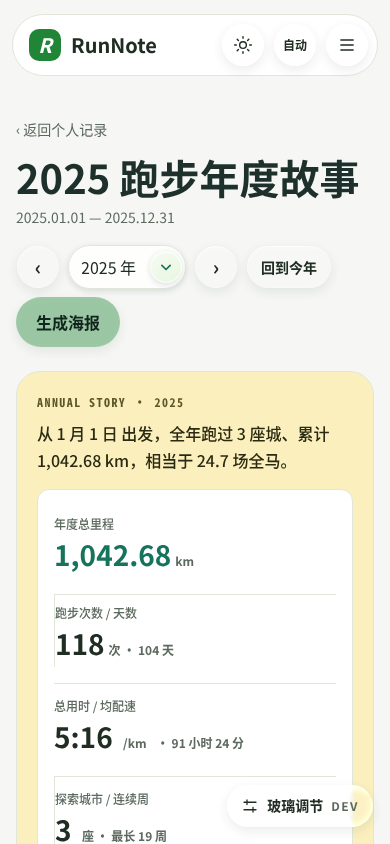 R RunNote 自动
‹ 返回个人记录
2025 跑步年度故事
2025.01.01 — 2025.12.31
‹ 2025 年 › 回到今年
生成海报
ANNUAL STORY • 2025
从 1 月 1 日 出发，全年跑过 3 座城、累计
1,042.68 km，相当于 24.7 场全马。
年度总里程
1,042.68 km
跑步次数 / 天数
118 次 • 104 天
总用时 / 均配速
5:16 /km • 91 小时 24 分
探索城市 / 连续周
3 座 • 最长 19 周
玻璃调节 DEV